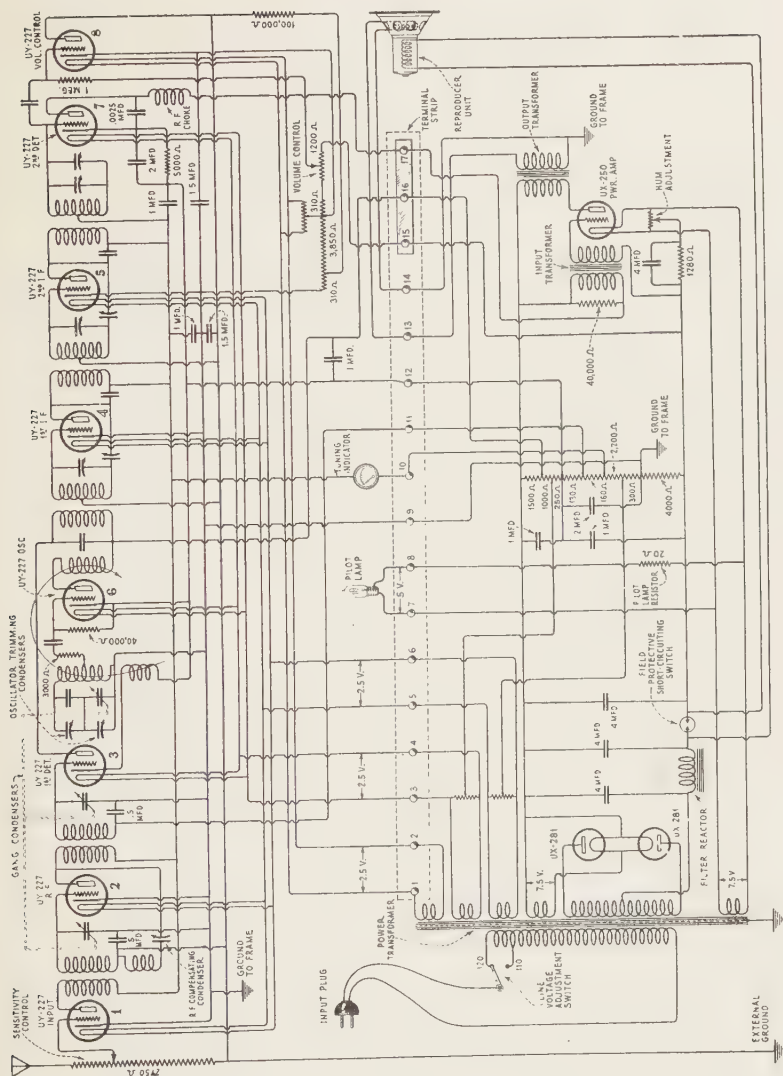 SENSITIVITY
CONTROL
2950 Ω
UY-227
INPUT
1
UY 227
R F
2
MFD
R F COMPENSATING
CONDENSER
GROUND
TO FRAME
GANG CONDENSERS
UY 227
1ST DET.
3
MFD
OSCILLATOR TRIMMING
CONDENSERS
3000 Ω
40,000 Ω
UY-227 OSC
6
UY-227
1ST I F
4
UY-227
2ND I F
5
UY-227
2ND DET
7
UY-227
VOL. CONTROL
8
1 MEG.
.0025
MFD
R F
CHOKE
2 MFD
5000 Ω
1 MFD
1.5 MFD
100,000 Ω
VOLUME CONTROL
1200 Ω
310 Ω
3,850 Ω
310 Ω
1 MFD.
1.5 MFD.
1 MFD.
TUNING
INDICATOR
PILOT
LAMP
5 V
2.5 V.
2.5 V.
2.5 V.
1
2
3
4
5
6
7
8
9
10
11
12
13
14
15
16
17
TERMINAL
STRIP
REPRODUCER
UNIT
OUTPUT
TRANSFORMER
GROUND
TO FRAME
UX-250
PWR. AMP
HUM ADJUSTMENT
INPUT
TRANSFORMER
4 MFD
1280 Ω
40,000 Ω
GROUND
TO FRAME
1500 Ω
1000 Ω
250 Ω
170 Ω
160 Ω
300 Ω
4000 Ω
2,200 Ω
1 MFD
2 MFD
1 MFD
20 Ω
PILOT
LAMP
RESISTOR
FIELD
PROTECTIVE
SHORT-CIRCUITING
SWITCH
4 MFD
4 MFD
4 MFD
4 MFD
FILTER REACTOR
UX-281
UX 281
7.5 V.
7.5 V
POWER
TRANSFORMER
INPUT PLUG
120
110
LINE
VOLTAGE
ADJUSTMENT
SWITCH
EXTERNAL
GROUND